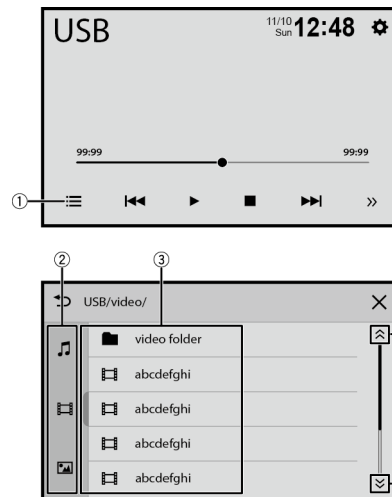 USB
11/10
Sun 12:48
99:99 99:99
①
② ③
USB/video/
video folder
abcdefghi
abcdefghi
abcdefghi
abcdefghi